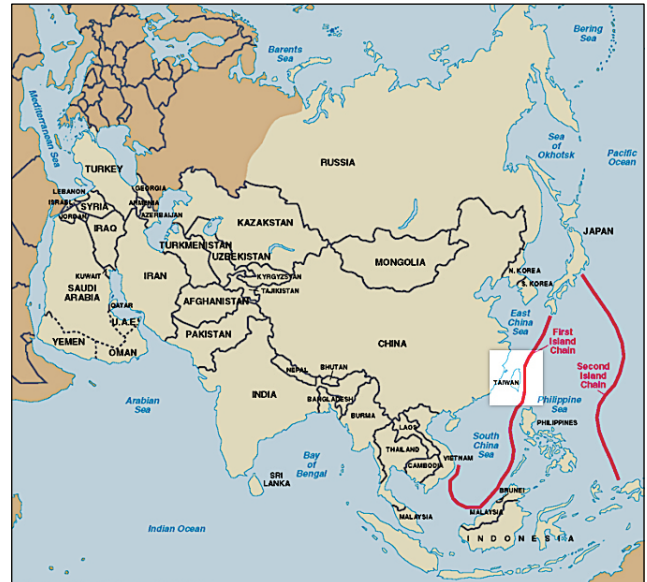 Bering
Sea
Barents
Sea
Mediterranean Sea
Sea
of
Okhotsk
Pacific
Ocean
RUSSIA
TURKEY
GEORGIA
LEBANON
ARMENIA
ISRAEL
SYRIA
AZERBAIJAN
JORDAN
KAZAKSTAN
JAPAN
IRAQ
TURKMENISTAN
UZBEKISTAN
MONGOLIA
KUWAIT
IRAN
KYRGYZSTAN
N. KOREA
TAJIKISTAN
S. KOREA
SAUDI
ARABIA
QATAR
AFGHANISTAN
U.A.E.
PAKISTAN
East
China
Sea
First
Island
Chain
YEMEN
OMAN
CHINA
NEPAL
BHUTAN
Second
Island
Chain
TAIWAN
INDIA
BANGLADESH
Arabian
Sea
BURMA
Philippine
Sea
LAOS
PHILIPPINES
THAILAND
VIETNAM
South
China
Sea
Bay
of
Bengal
CAMBODIA
SRI
LANKA
BRUNEI
MALAYSIA
MALAYSIA
Indian Ocean
INDONESIA